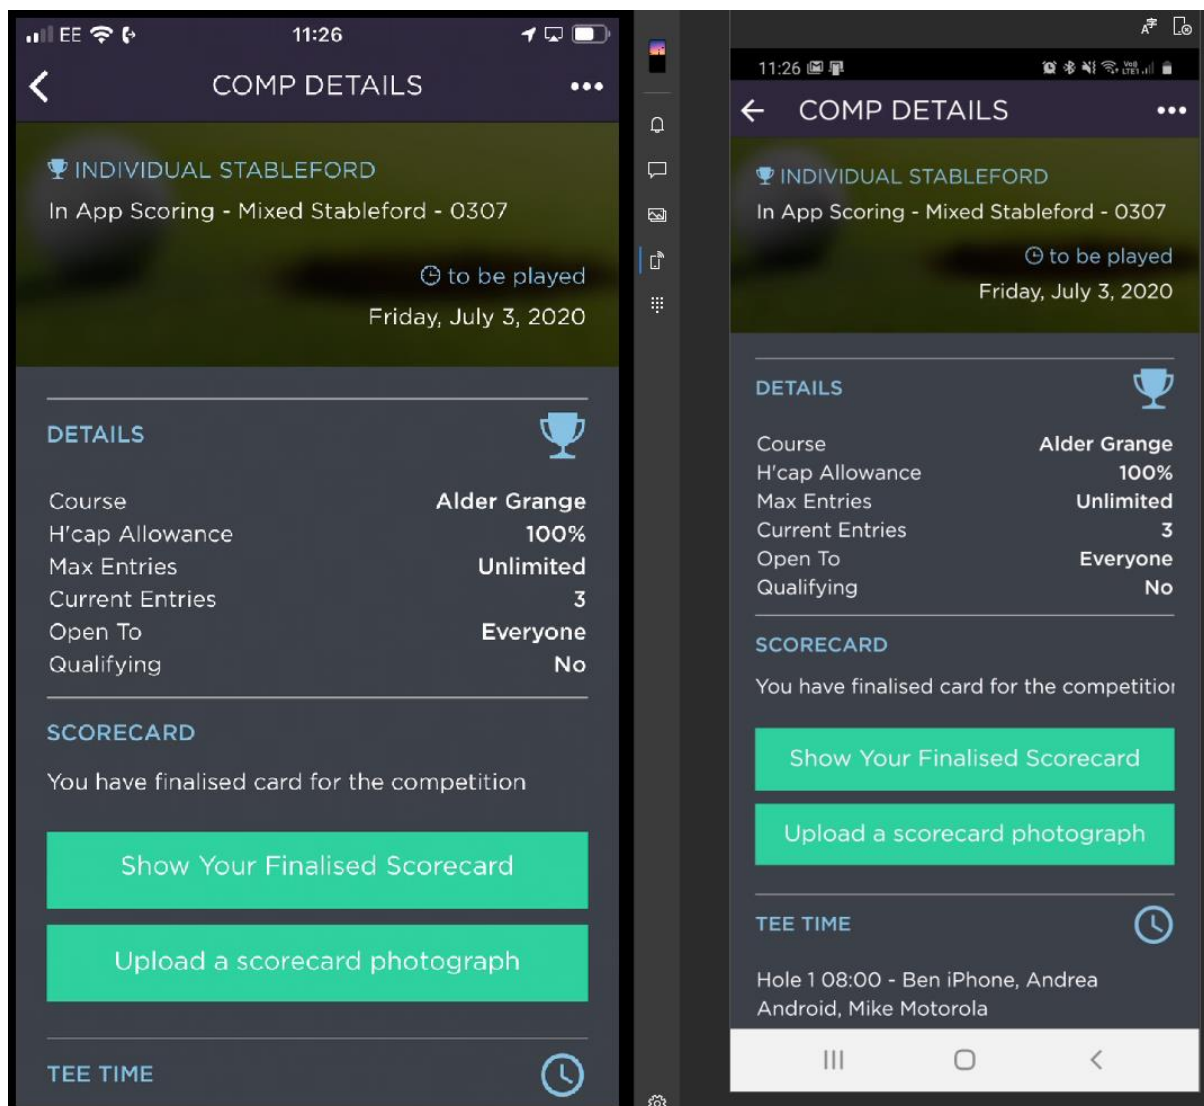 EE
11:26
COMP DETAILS
INDIVIDUAL STABLEFORD
In App Scoring - Mixed Stableford - 0307
to be played
Friday, July 3, 2020
DETAILS
Course Alder Grange
H'cap Allowance 100%
Max Entries Unlimited
Current Entries 3
Open To Everyone
Qualifying No
SCORECARD
You have finalised card for the competition
Show Your Finalised Scorecard
Upload a scorecard photograph
TEE TIME
11:26
COMP DETAILS
INDIVIDUAL STABLEFORD
In App Scoring - Mixed Stableford - 0307
to be played
Friday, July 3, 2020
DETAILS
Course Alder Grange
H'cap Allowance 100%
Max Entries Unlimited
Current Entries 3
Open To Everyone
Qualifying No
SCORECARD
You have finalised card for the competition
Show Your Finalised Scorecard
Upload a scorecard photograph
TEE TIME
Hole 1 08:00 - Ben iPhone, Andrea
Android, Mike Motorola